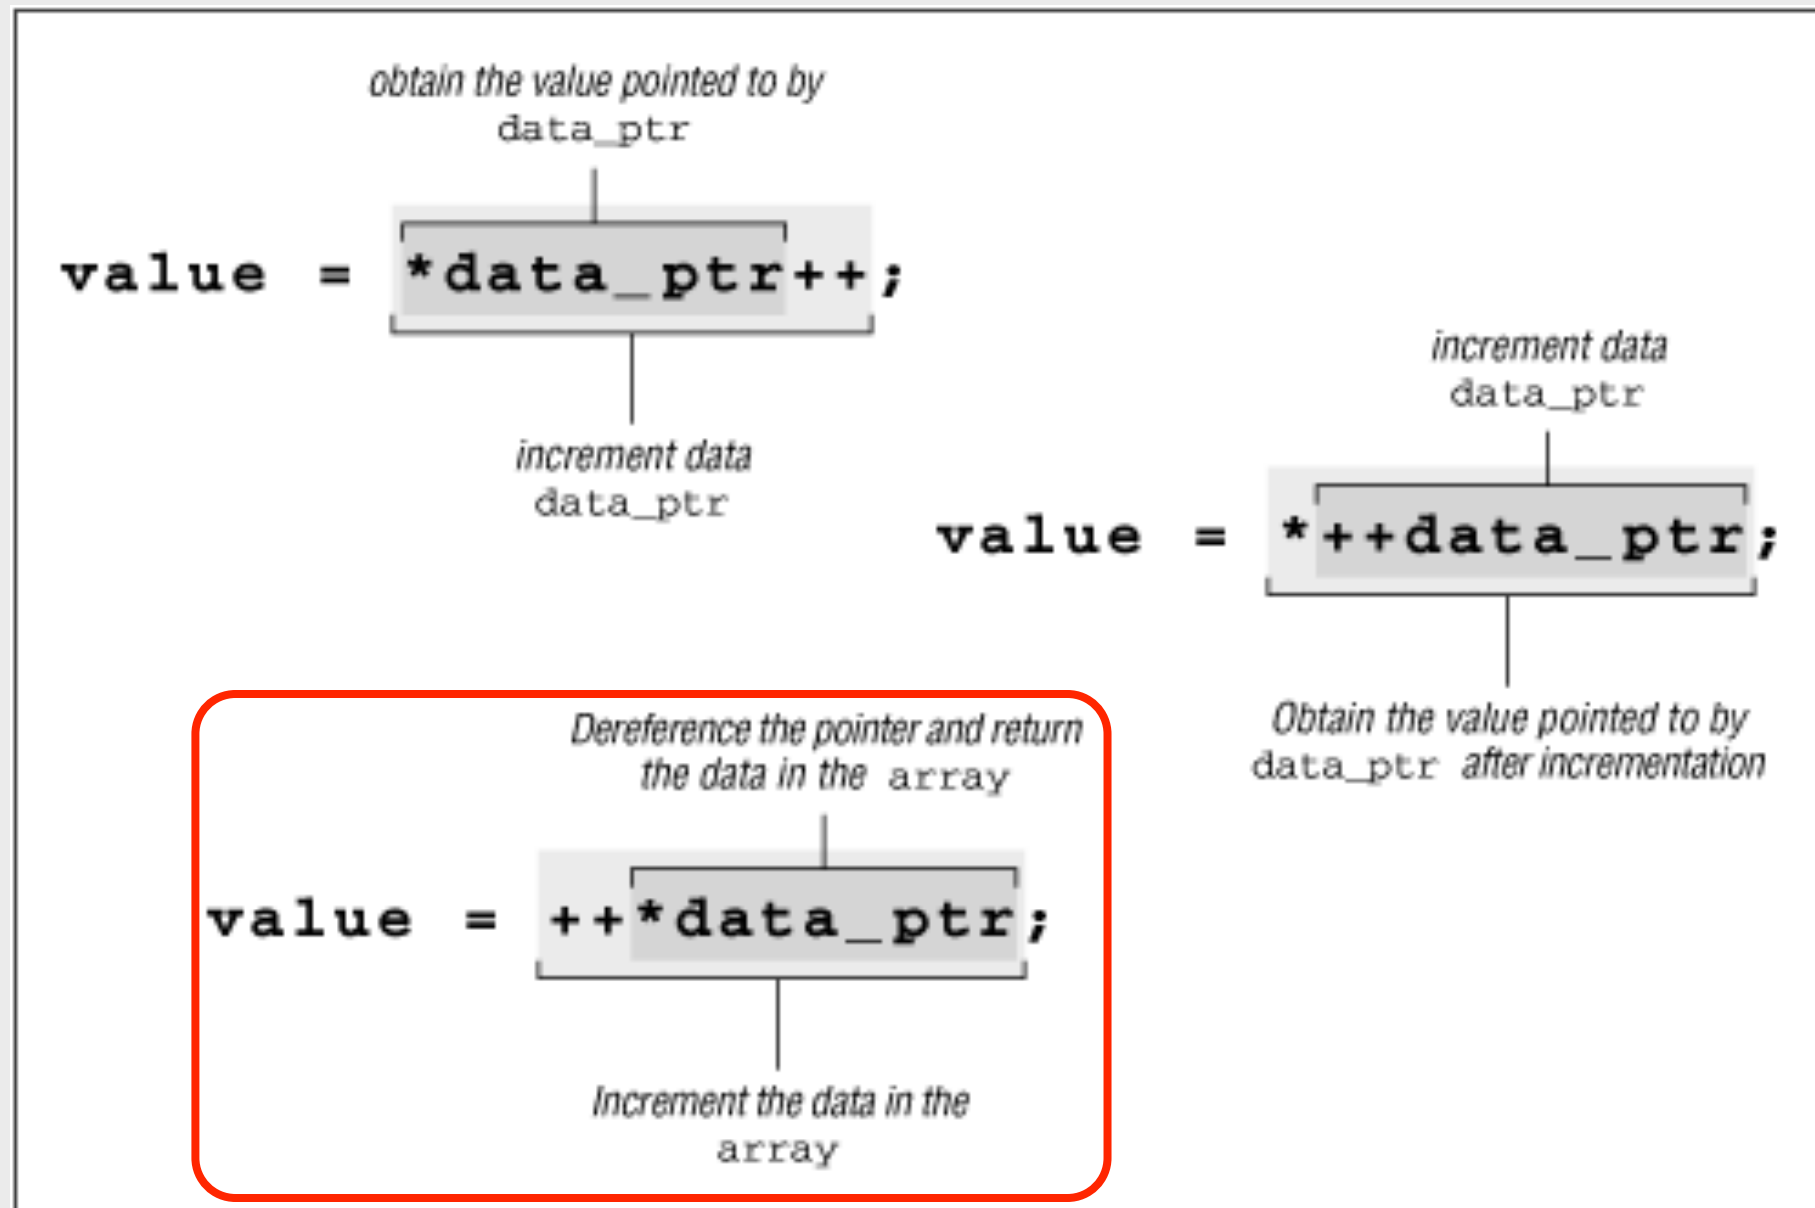 obtain the value pointed to by
data_ptr
value = *data_ptr++;
increment data
data_ptr
increment data
data_ptr
value = *++data_ptr;
Obtain the value pointed to by
data_ptr after incrementation
Dereference the pointer and return
the data in the array
value = ++*data_ptr;
Increment the data in the
array